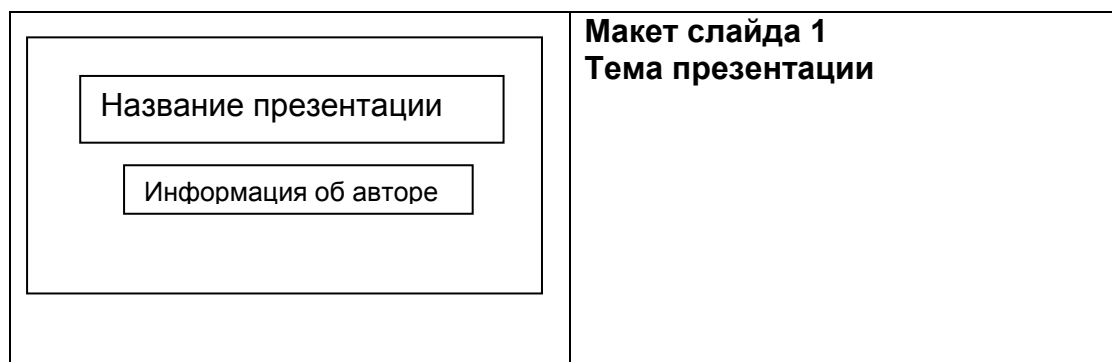 Название презентации
Информация об авторе
Макет слайда 1
Тема презентации